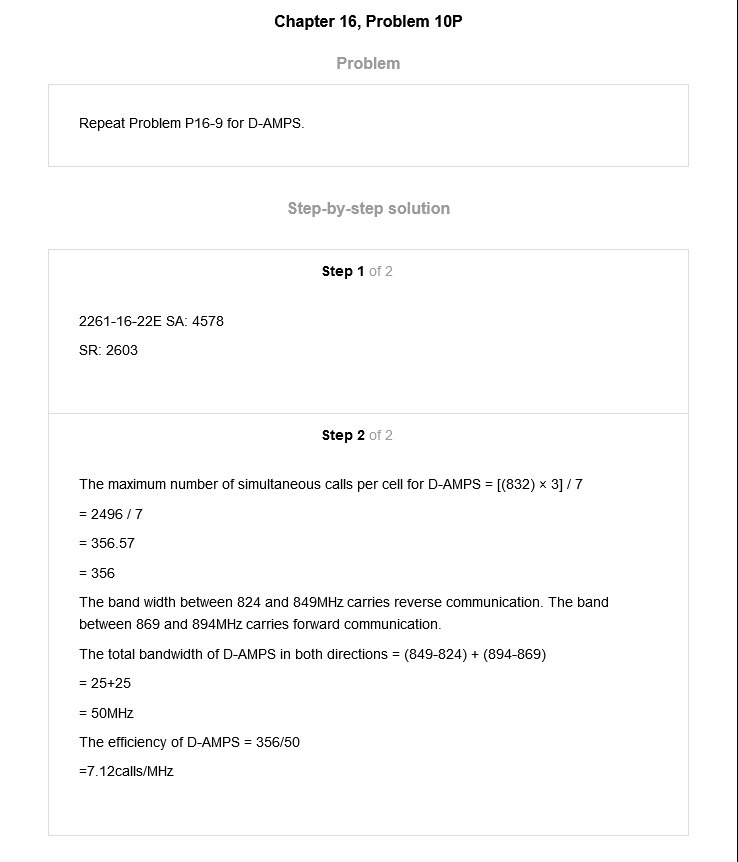 Chapter 16, Problem 10P
Problem
Repeat Problem P16-9 for D-AMPS.
Step-by-step solution
Step 1 of 2
2261-16-22E SA: 4578
SR: 2603
Step 2 of 2
The maximum number of simultaneous calls per cell for D-AMPS = [(832) × 3] / 7
= 2496 / 7
= 356.57
= 356
The band width between 824 and 849MHz carries reverse communication. The band
between 869 and 894MHz carries forward communication.
The total bandwidth of D-AMPS in both directions = (849-824) + (894-869)
= 25+25
= 50MHz
The efficiency of D-AMPS = 356/50
=7.12calls/MHz